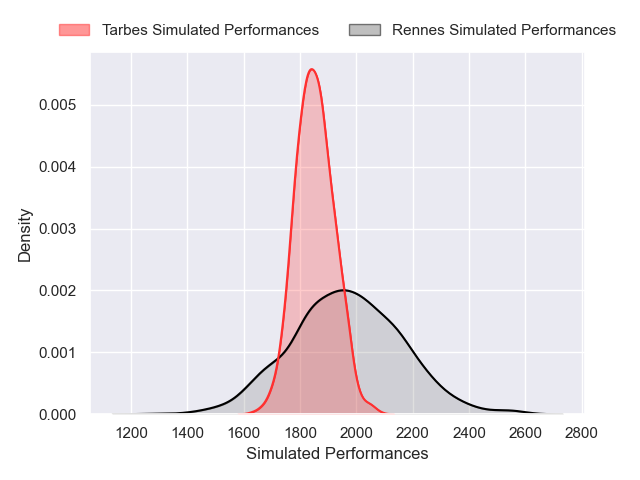 Tarbes Simulated Performances Rennes Simulated Performances
0.005
0.004
0.003
0.002
0.001
0.000
Density
1200 1400 1600 1800 2000 2200 2400 2600 2800
Simulated Performances